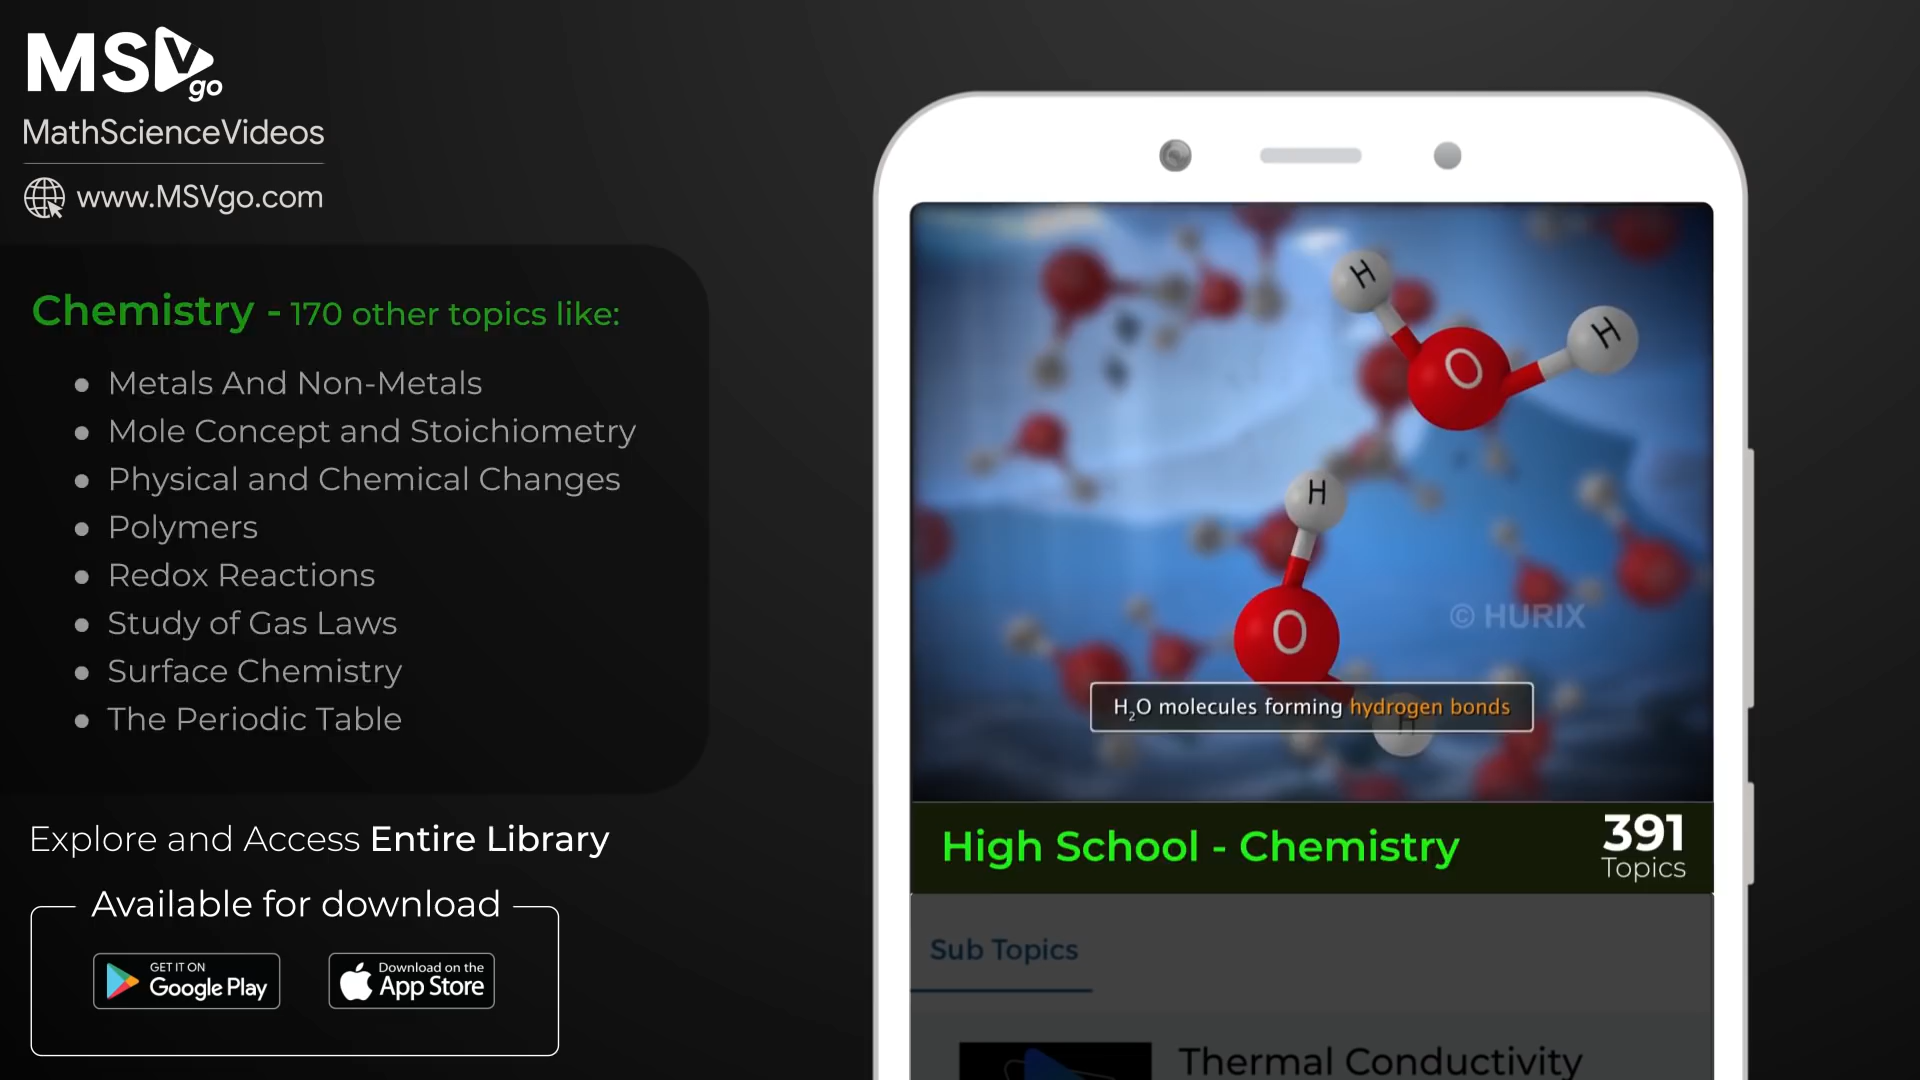 MSV go
MathScienceVideos
www.MSVgo.com
Chemistry - 170 other topics like:
• Metals And Non-Metals
• Mole Concept and Stoichiometry
• Physical and Chemical Changes
• Polymers
• Redox Reactions
• Study of Gas Laws
• Surface Chemistry
• The Periodic Table
Explore and Access Entire Library
Available for download
GET IT ON
Google Play
Download on the
App Store
H
H
O
H
O
© HURIX
H₂O molecules forming hydrogen bonds
H
High School - Chemistry
391
Topics
Sub Topics
Thermal Conductivity